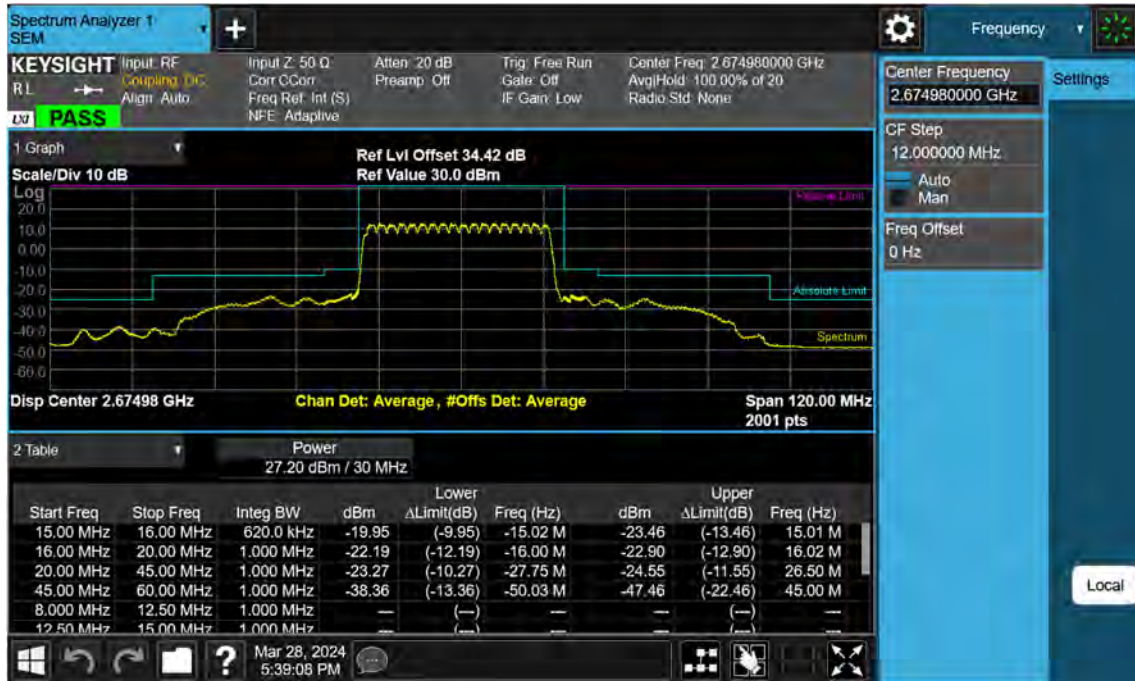 Spectrum Analyzer 1
SEM
+
Frequency
KEYSIGHT
Input: RF
Coupling: DC
Align: Auto
RL
Input Z: 50 Ω
Corr CCorr
Freq Ref: Int (S)
NFE: Adaptive
Atten: 20 dB
Preamp: Off
Trig: Free Run
Gate: Off
IF Gain: Low
Center Freq: 2.674980000 GHz
Avg|Hold: 100.00% of 20
Radio Std: None
LXI PASS
Center Frequency
2.674980000 GHz
Settings
CF Step
12.000000 MHz
Auto
Man
Freq Offset
0 Hz
1 Graph
Ref Lvl Offset 34.42 dB
Scale/Div 10 dB
Ref Value 30.0 dBm
Log
Relative Limit
20.0
10.0
0.00
-10.0
-20.0
Absolute Limit
-30.0
-40.0
Spectrum
-50.0
-60.0
Disp Center 2.67498 GHz
Chan Det: Average, #Offs Det: Average
Span 120.00 MHz
2001 pts
2 Table
Power
27.20 dBm / 30 MHz
Lower Upper
Start Freq Stop Freq Integ BW dBm ΔLimit(dB) Freq (Hz) dBm ΔLimit(dB) Freq (Hz)
15.00 MHz 16.00 MHz 620.0 kHz -19.95 (-9.95) -15.02 M -23.46 (-13.46) 15.01 M
16.00 MHz 20.00 MHz 1.000 MHz -22.19 (-12.19) -16.00 M -22.90 (-12.90) 16.02 M
20.00 MHz 45.00 MHz 1.000 MHz -23.27 (-10.27) -27.75 M -24.55 (-11.55) 26.50 M
45.00 MHz 60.00 MHz 1.000 MHz -38.36 (-13.36) -50.03 M -47.46 (-22.46) 45.00 M
8.000 MHz 12.50 MHz 1.000 MHz --- (---) --- --- (---) ---
12.50 MHz 15.00 MHz 1.000 MHz --- (---) --- --- (---) ---
Local
?
Mar 28, 2024
5:39:08 PM